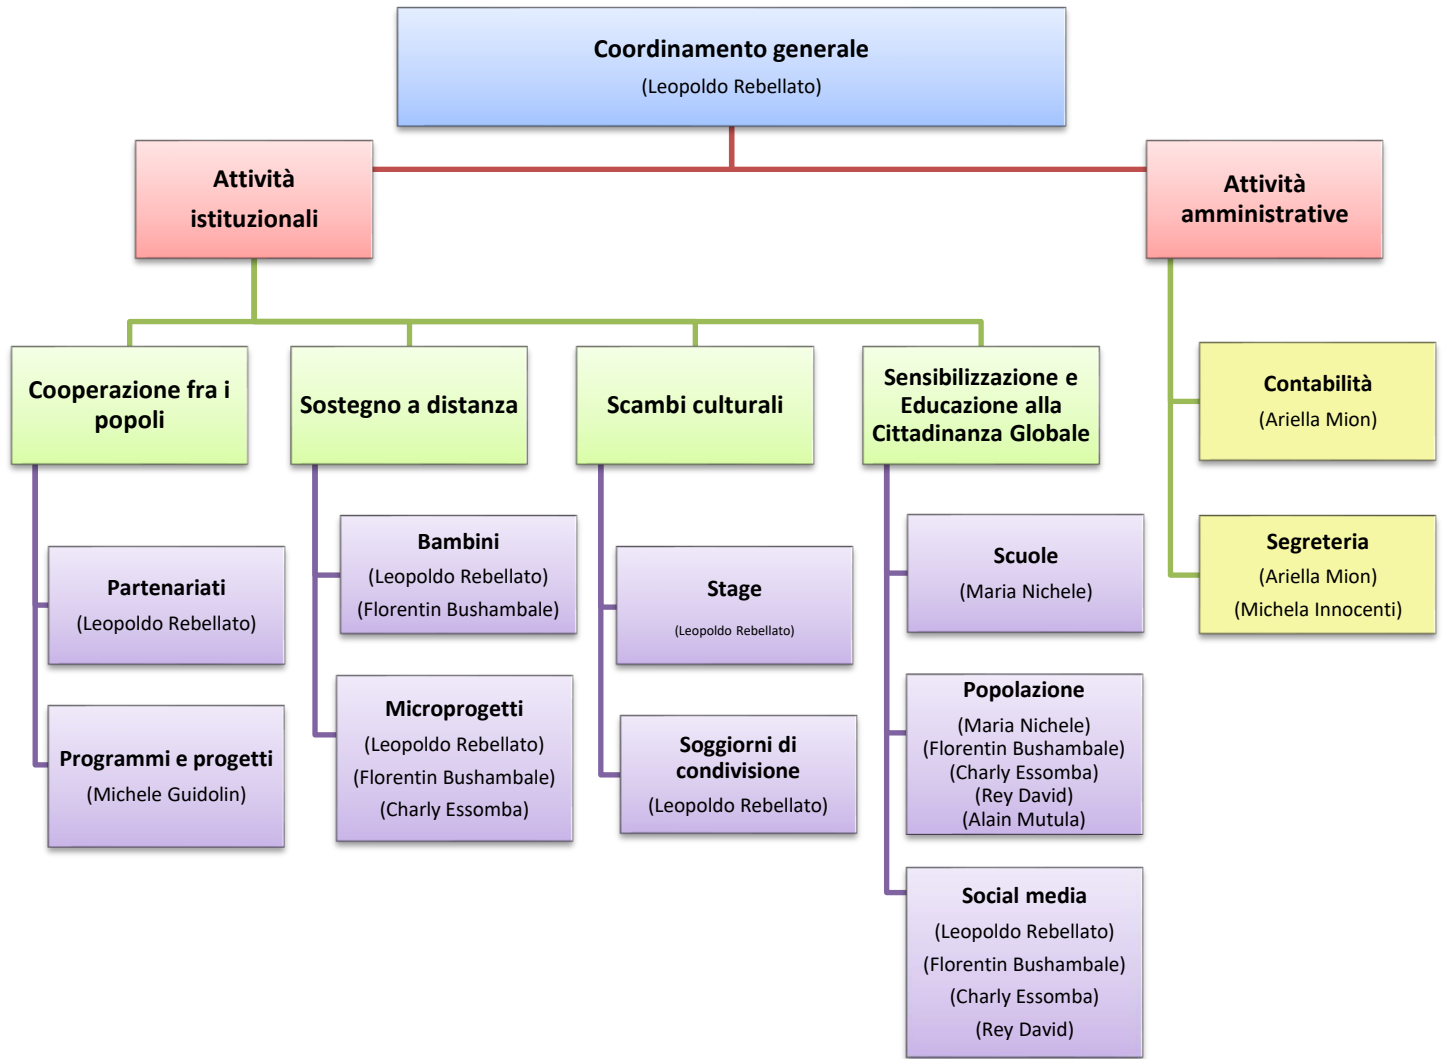 Coordinamento generale
(Leopoldo Rebellato)
Attività
istituzionali
Attività
amministrative
Cooperazione fra i
popoli
Sostegno a distanza
Scambi culturali
Sensibilizzazione e
Educazione alla
Cittadinanza Globale
Contabilità
(Ariella Mion)
Partenariati
(Leopoldo Rebellato)
Programmi e progetti
(Michele Guidolin)
Bambini
(Leopoldo Rebellato)
(Florentin Bushambale)
Microprogetti
(Leopoldo Rebellato)
(Florentin Bushambale)
(Charly Essomba)
Stage
(Leopoldo Rebellato)
Soggiorni di
condivisione
(Leopoldo Rebellato)
Scuole
(Maria Nichele)
Popolazione
(Maria Nichele)
(Florentin Bushambale)
(Charly Essomba)
(Rey David)
(Alain Mutula)
Social media
(Leopoldo Rebellato)
(Florentin Bushambale)
(Charly Essomba)
(Rey David)
Segreteria
(Ariella Mion)
(Michela Innocenti)